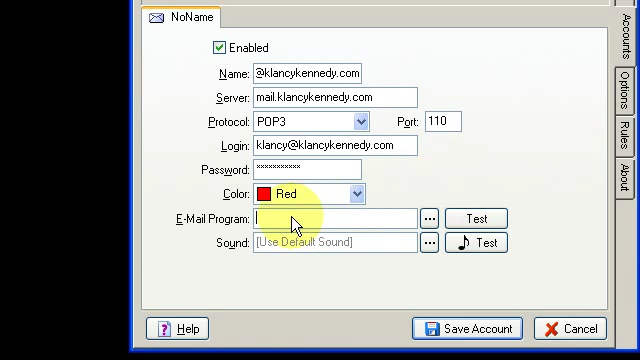 NoName
Enabled
Name: @klancykennedy.com
Server: mail.klancykennedy.com
Protocol: POP3 Port: 110
Login: klancy@klancykennedy.com
Password: ***********
Color: Red
E-Mail Program: ... Test
Sound: [Use Default Sound] ... Test
Help Save Account Cancel
Accounts
Options
Rules
About